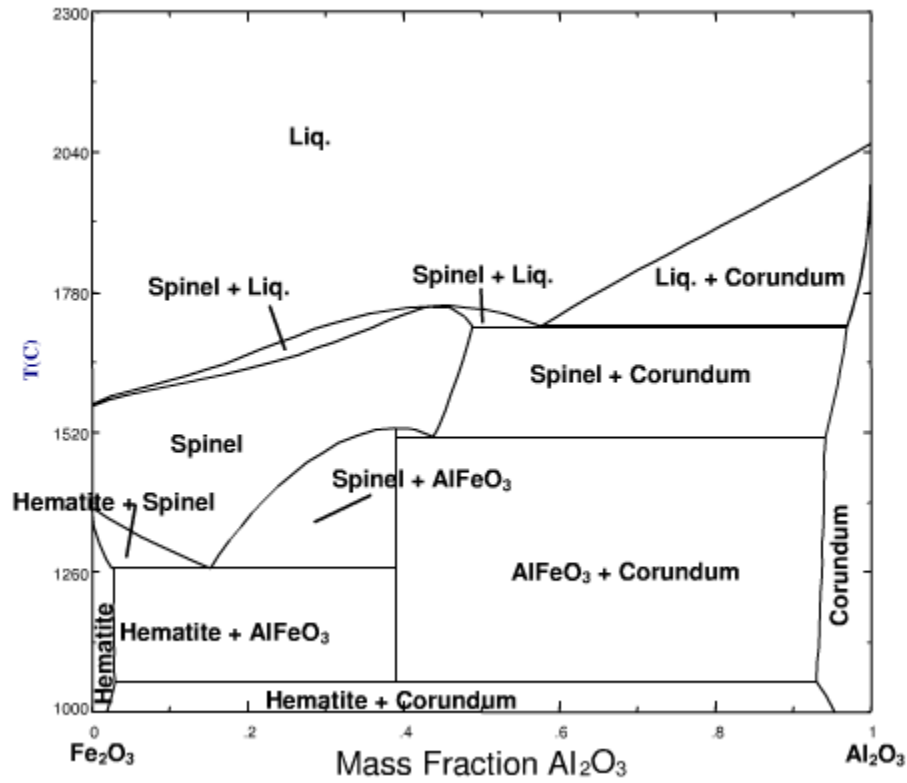 2300
Liq.
2040
Spinel + Liq.
Liq. + Corundum
Spinel + Liq.
1780
T(C)
Spinel + Corundum
1520
Spinel
Spinel + AlFeO₃
Hematite + Spinel
AlFeO₃ + Corundum
Corundum
1260
Hematite
Hematite + AlFeO₃
Hematite + Corundum
1000
0 .2 .4 .6 .8 1
Fe₂O₃ Mass Fraction Al₂O₃ Al₂O₃